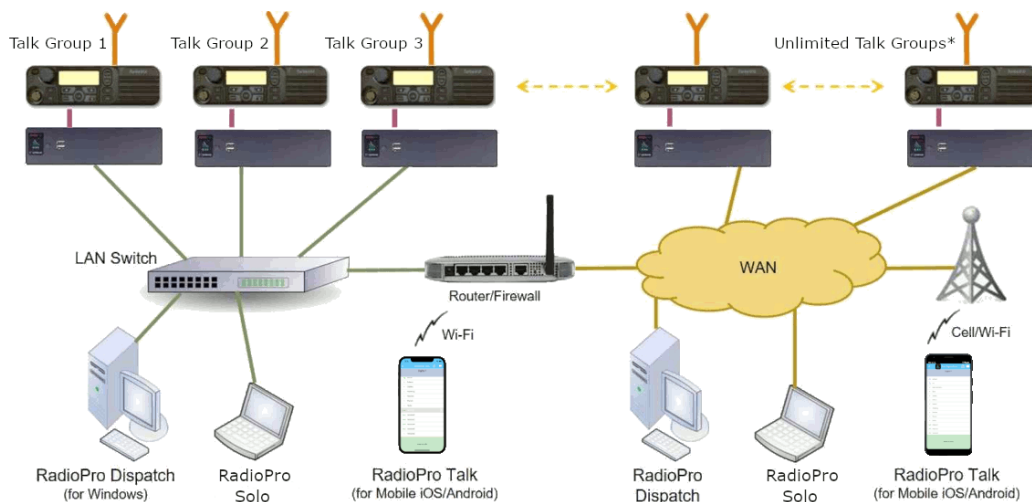 Talk Group 1
Talk Group 2
Talk Group 3
Unlimited Talk Groups*
LAN Switch
Router/Firewall
WAN
Wi-Fi
Cell/Wi-Fi
RadioPro Dispatch
(for Windows)
RadioPro
Solo
RadioPro Talk
(for Mobile iOS/Android)
RadioPro
Dispatch
RadioPro
Solo
RadioPro Talk
(for Mobile iOS/Android)